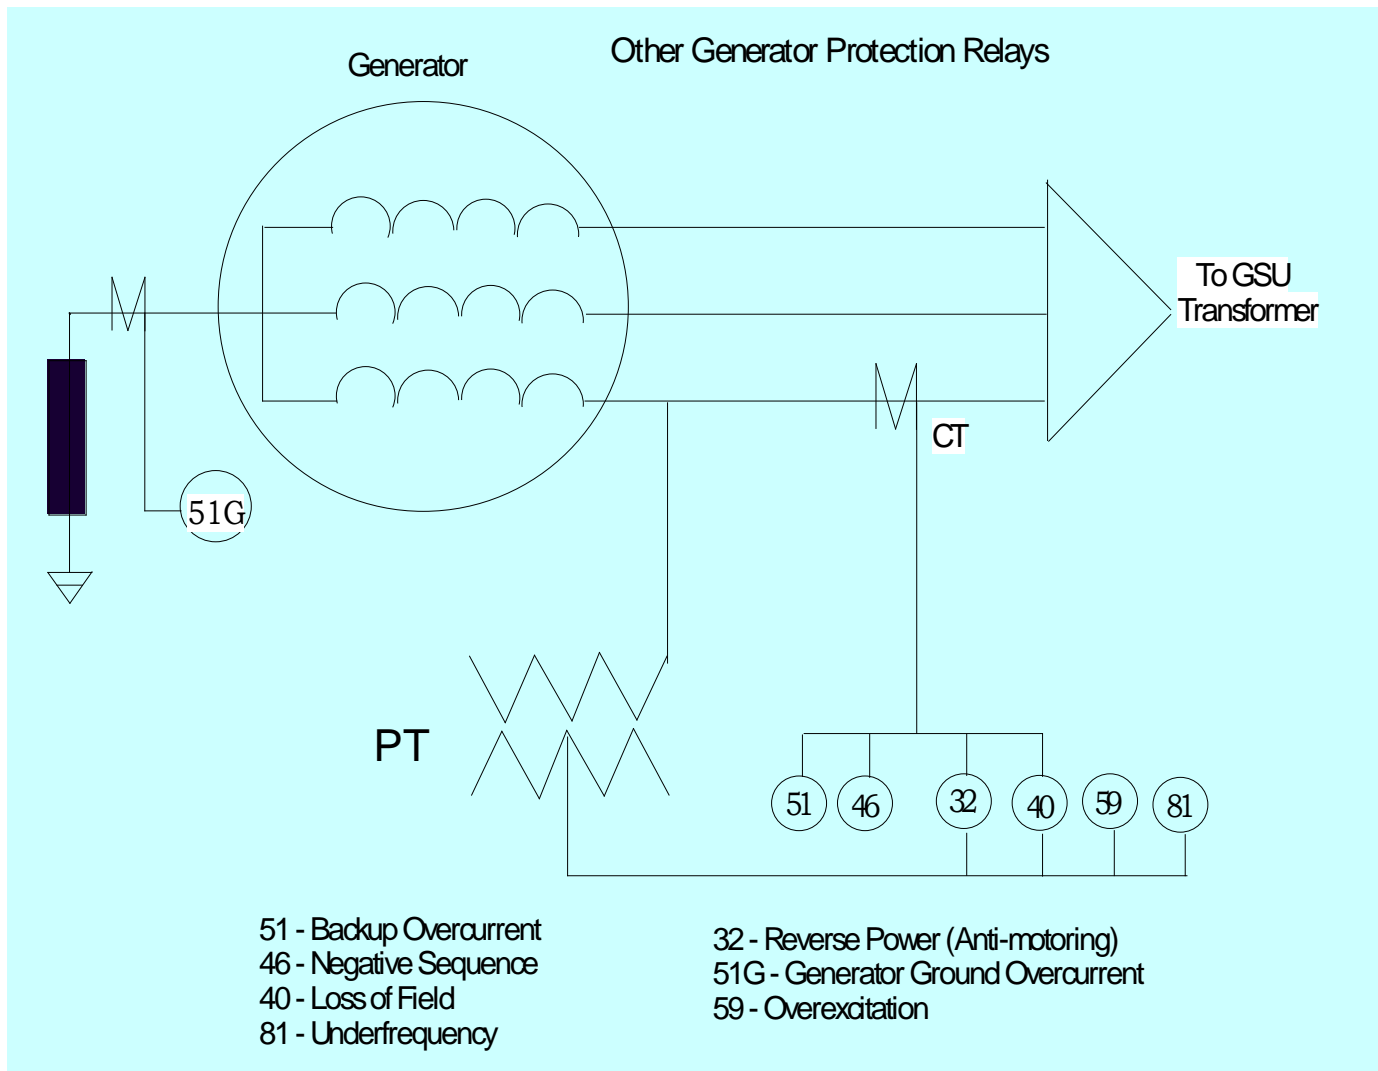 Other Generator Protection Relays
Generator
To GSU
Transformer
CT
51G
PT
51 46 32 40 59 81
51 - Backup Overcurrent
46 - Negative Sequence
40 - Loss of Field
81 - Underfrequency
32 - Reverse Power (Anti-motoring)
51G - Generator Ground Overcurrent
59 - Overexcitation